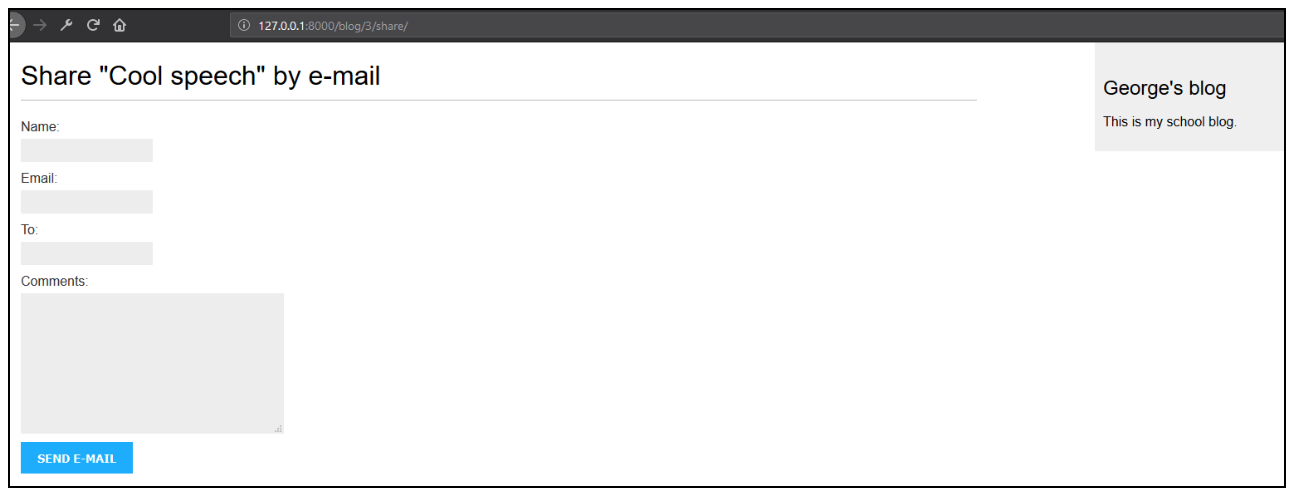 127.0.0.1:8000/blog/3/share/
Share "Cool speech" by e-mail
Name:
Email:
To:
Comments:
SEND E-MAIL
George's blog
This is my school blog.